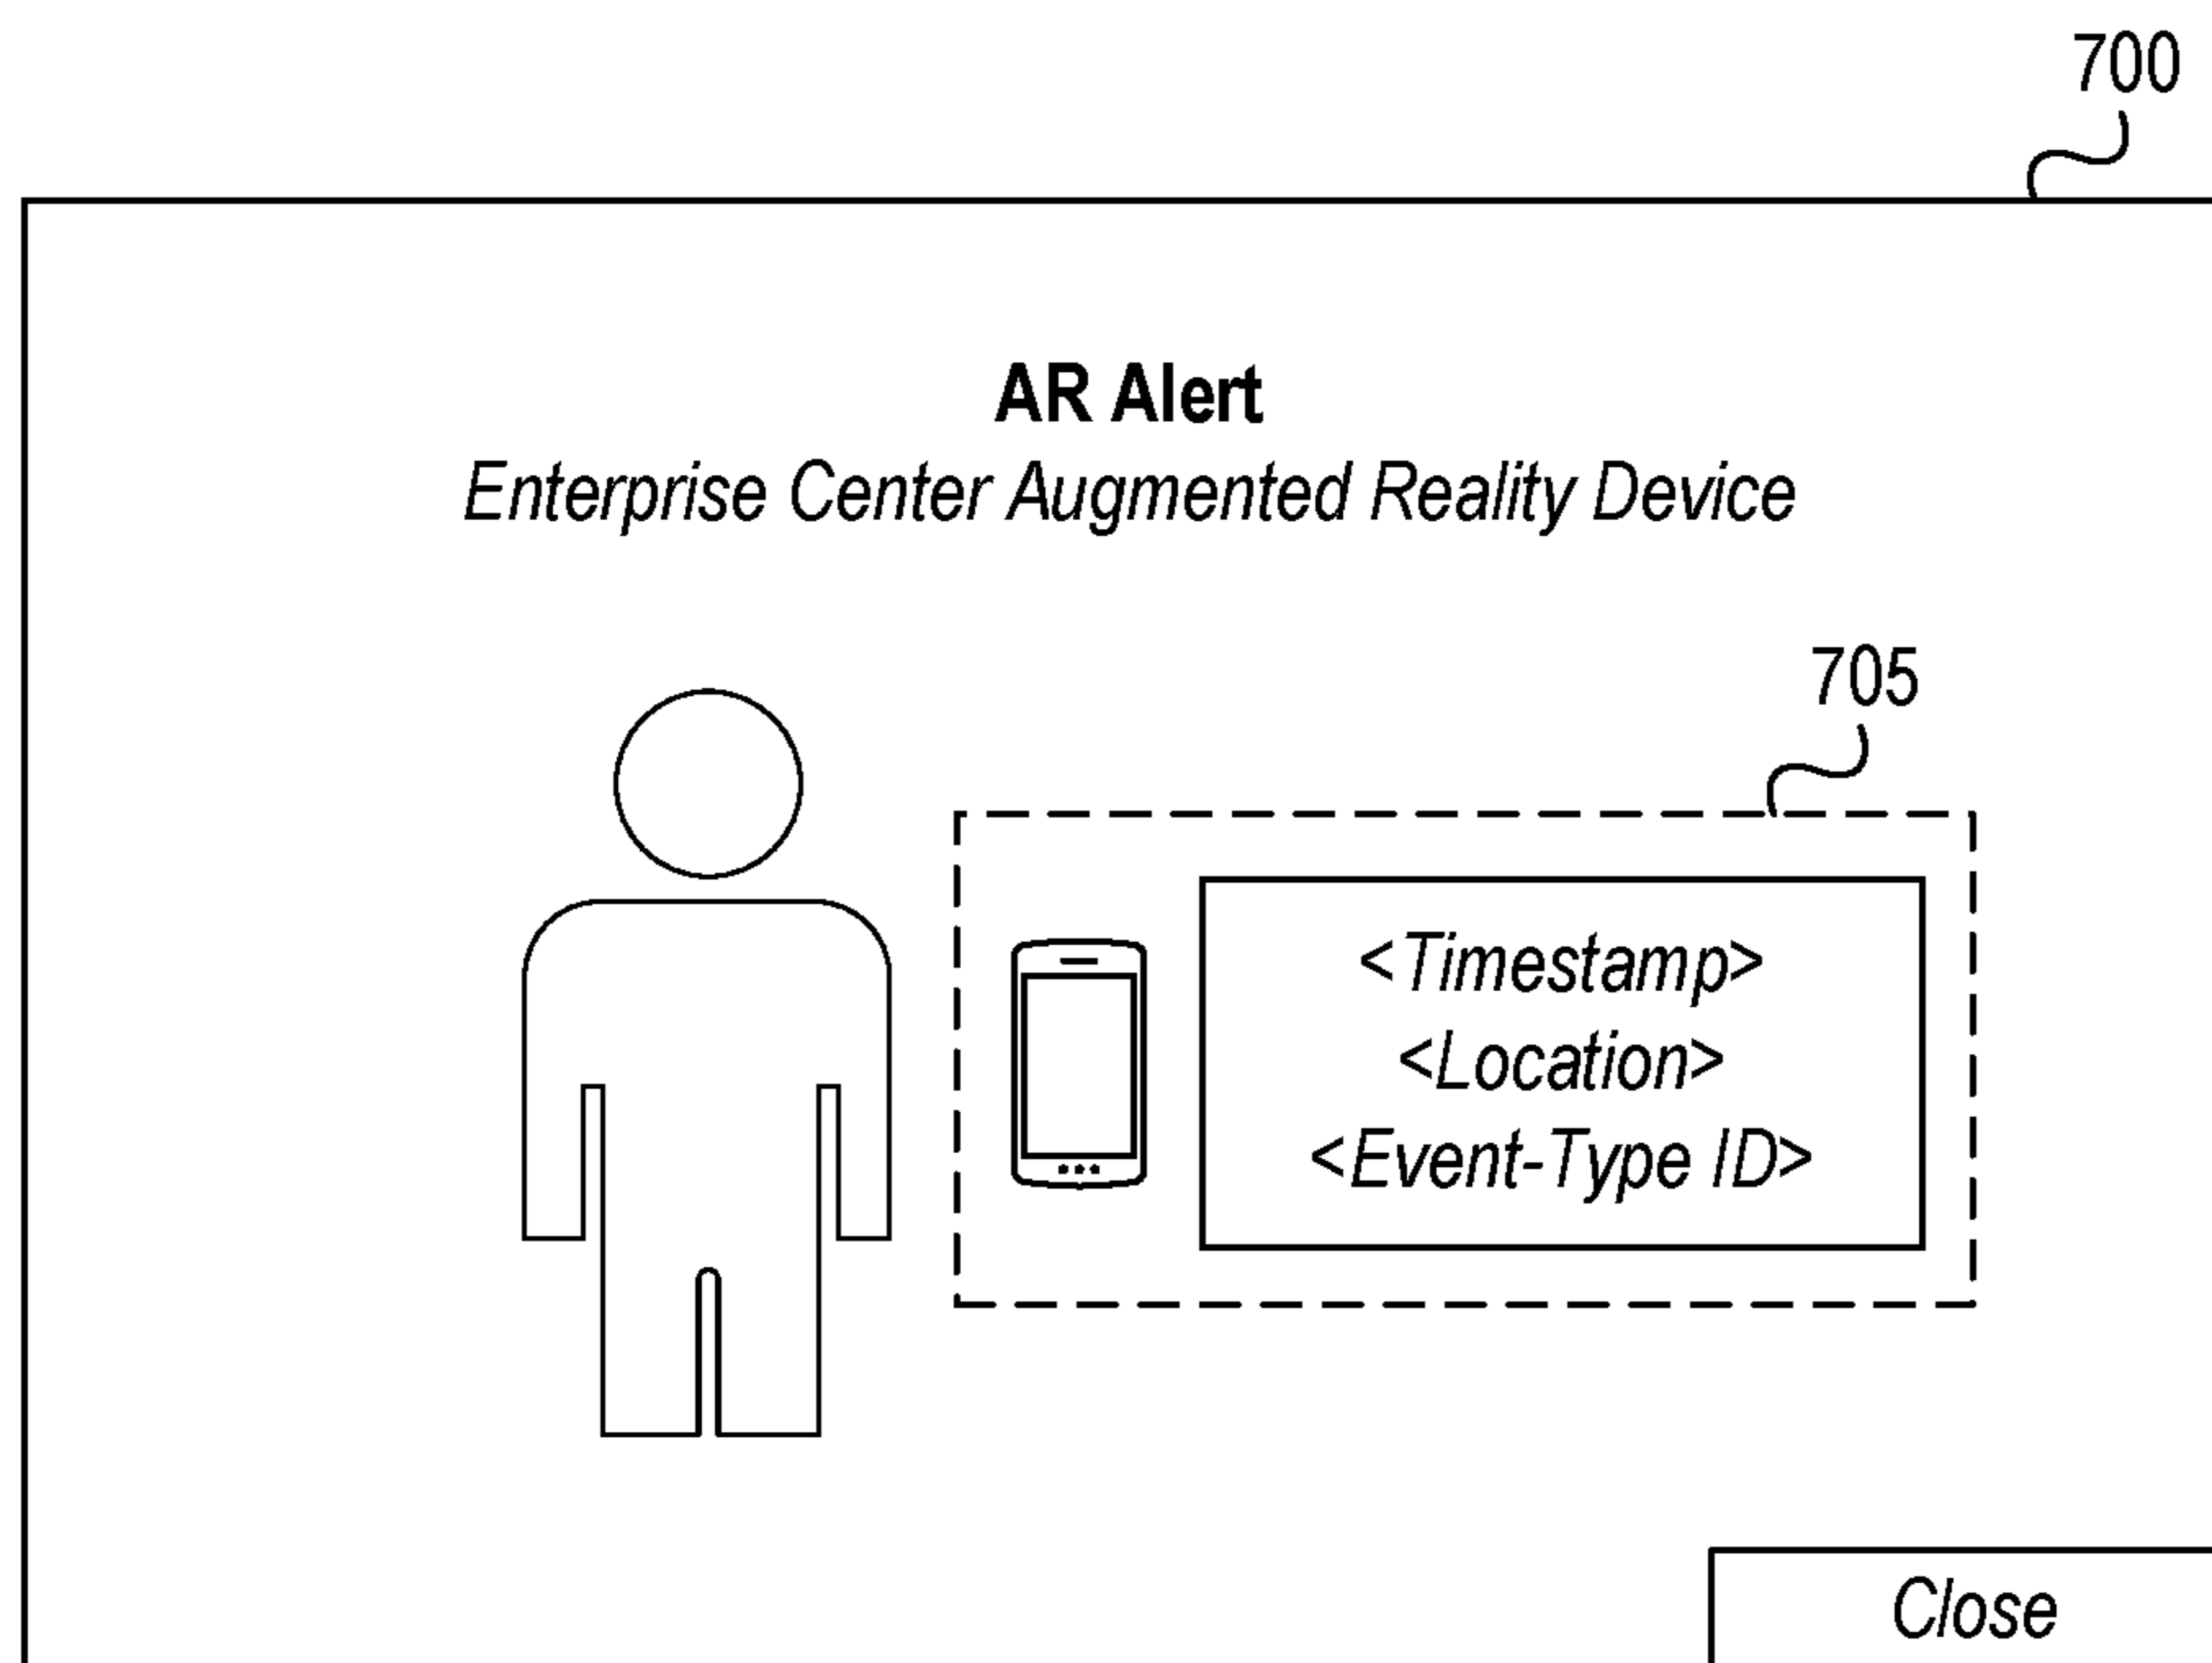 700
AR Alert
Enterprise Center Augmented Reality Device
705
<Timestamp>
<Location>
<Event-Type ID>
Close